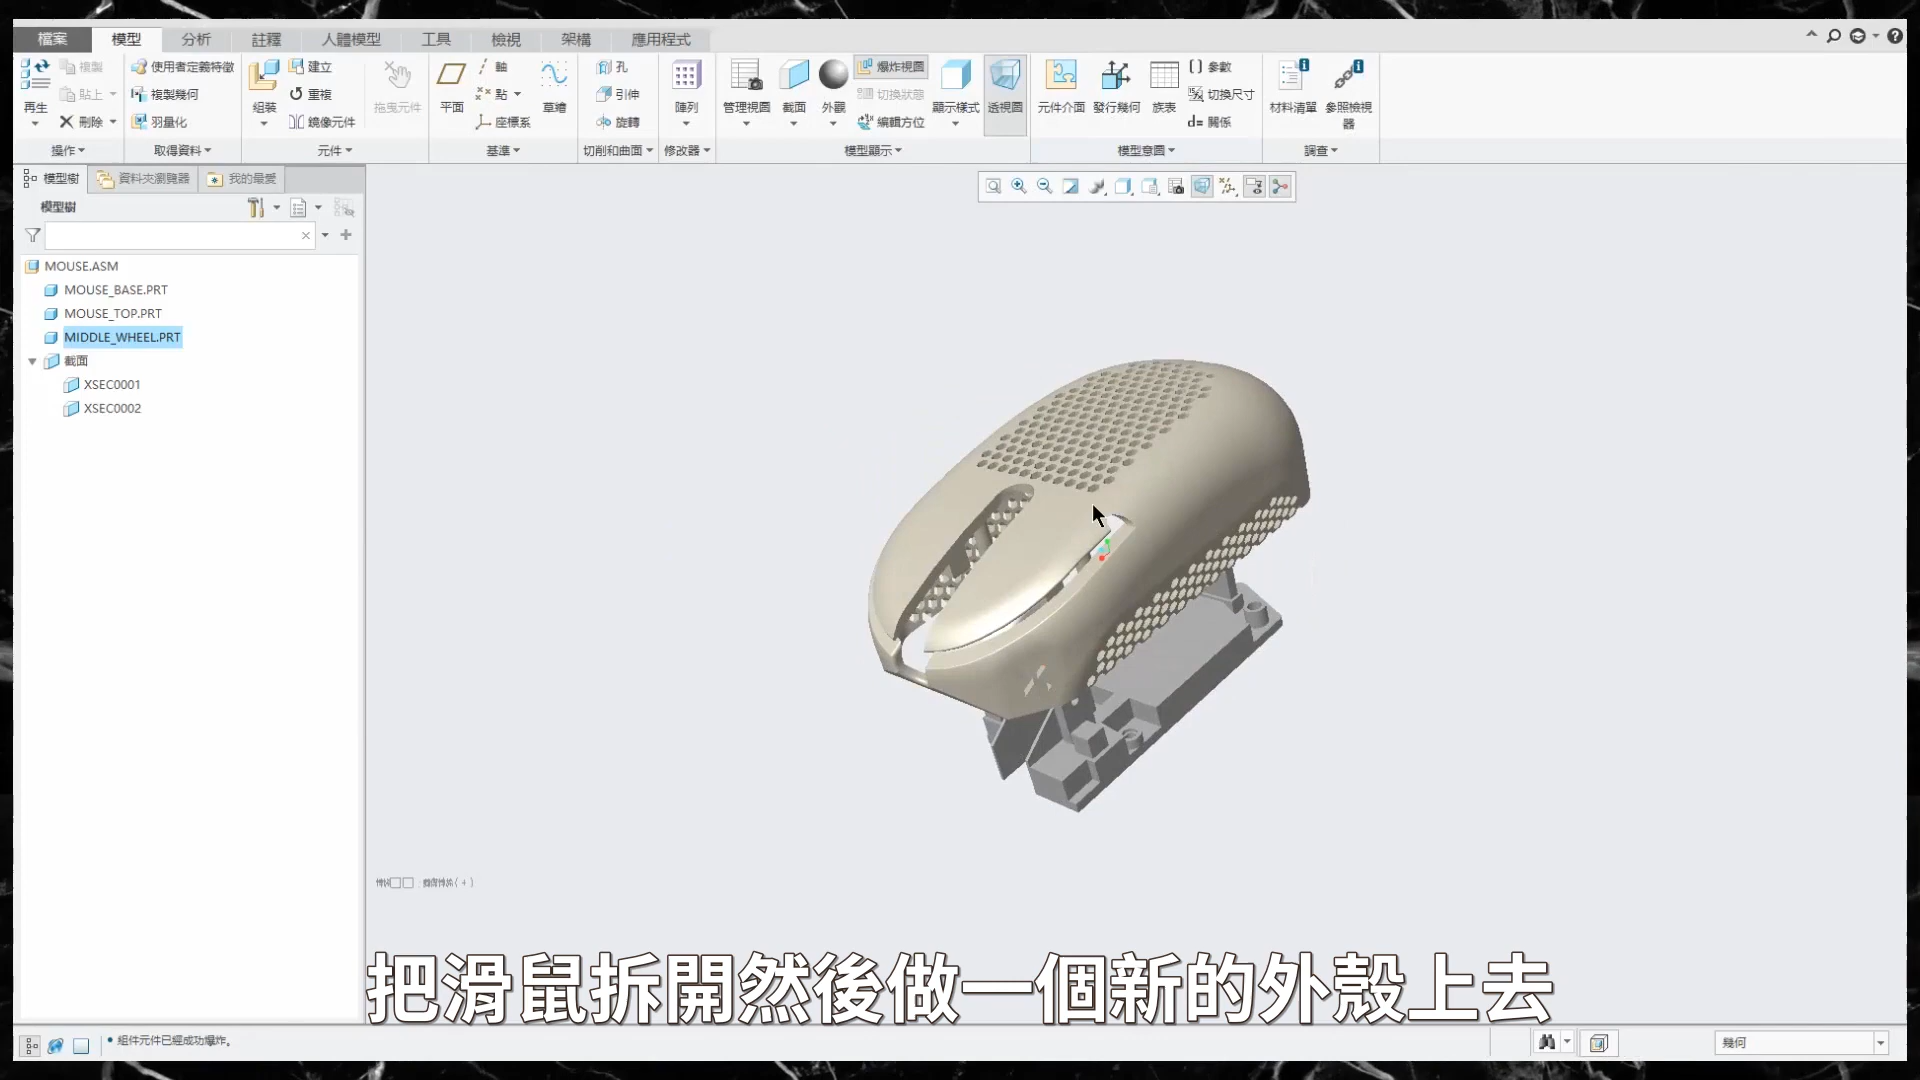 檔案 模型 分析 註釋 人體模型 工具 檢視 架構 應用程式
再生 複製 貼上 刪除
使用者定義特徵 複製幾何 羽量化
組裝 建立 重複 鏡像元件 拖曳元件
平面 軸 點 座標系 草繪
孔 引伸 旋轉
陣列
管理視圖 截面 外觀 爆炸視圖 切換狀態 編輯方位 顯示樣式 透視圖
元件介面 發行幾何 族表 參數 切換尺寸 d= 關係
材料清單 參照檢視器
操作 取得資料 元件 基準 切削和曲面 修改器 模型顯示 模型意圖 調查
模型樹 資料夾瀏覽器 我的最愛
模型樹
MOUSE.ASM
MOUSE_BASE.PRT
MOUSE_TOP.PRT
MIDDLE_WHEEL.PRT
截面
XSEC0001
XSEC0002
把滑鼠拆開然後做一個新的外殼上去
• 組件元件已經成功爆炸。
幾何